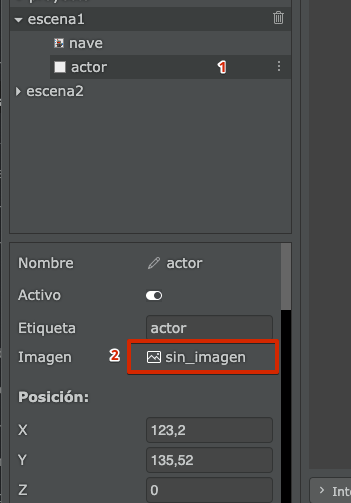 escena1
nave
actor 1
escena2
Nombre actor
Activo
Etiqueta actor
Imagen 2 sin_imagen
Posición:
X 123,2
Y 135,52
Z 0
Int